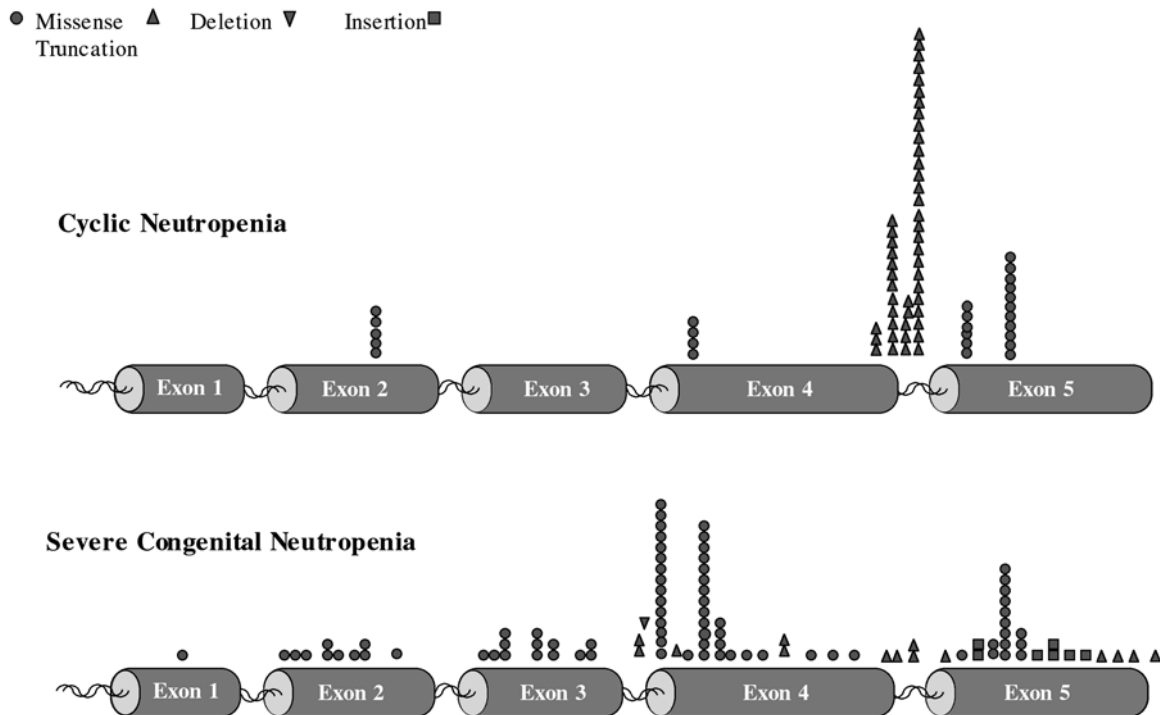 Missense Deletion Insertion
Truncation
Cyclic Neutropenia
Exon 1 Exon 2 Exon 3 Exon 4 Exon 5
Severe Congenital Neutropenia
Exon 1 Exon 2 Exon 3 Exon 4 Exon 5